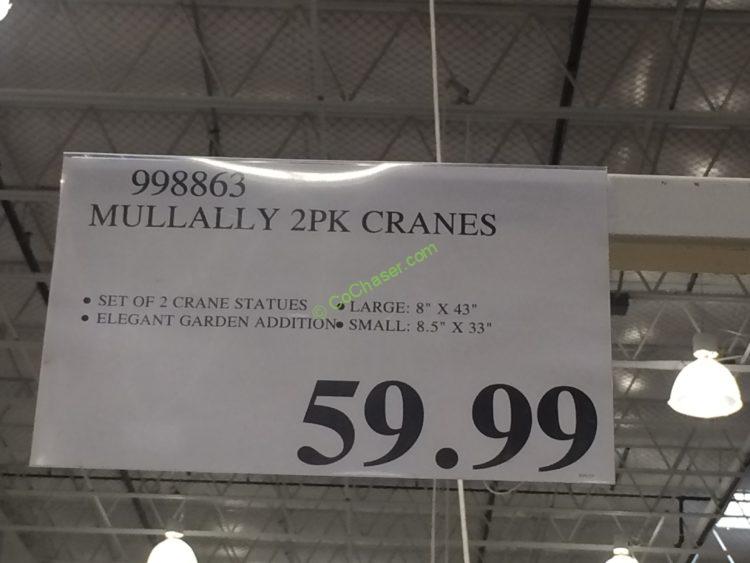 998863
MULLALLY 2PK CRANES
© CoChaser.com
• SET OF 2 CRANE STATUES • LARGE: 8" X 43"
• ELEGANT GARDEN ADDITION• SMALL: 8.5" X 33"
59.99